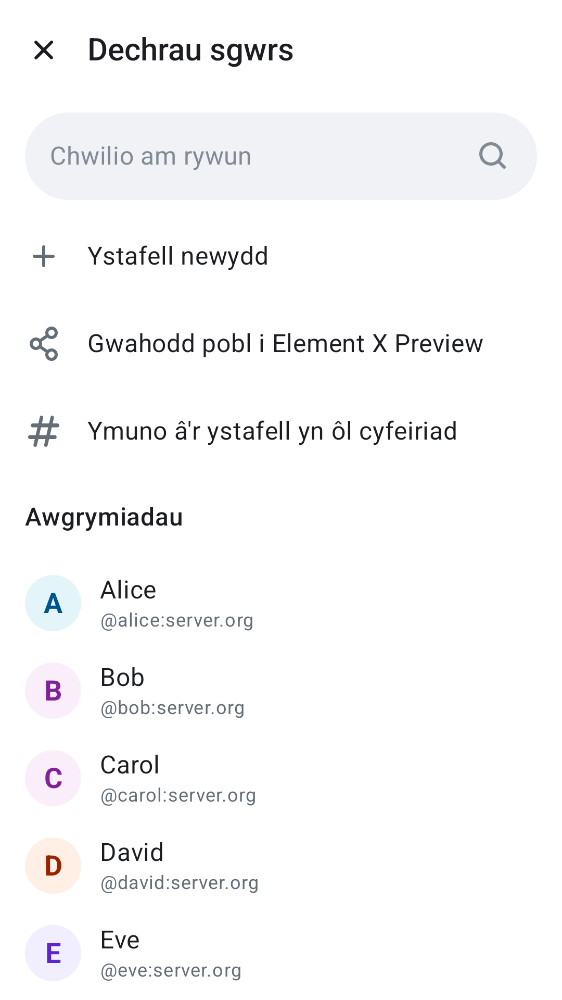 Dechrau sgwrs
Chwilio am rywun
Ystafell newydd
Gwahodd pobl i Element X Preview
Ymuno â'r ystafell yn ôl cyfeiriad
Awgrymiadau
A
Alice
@alice:server.org
B
Bob
@bob:server.org
C
Carol
@carol:server.org
D
David
@david:server.org
E
Eve
@eve:server.org